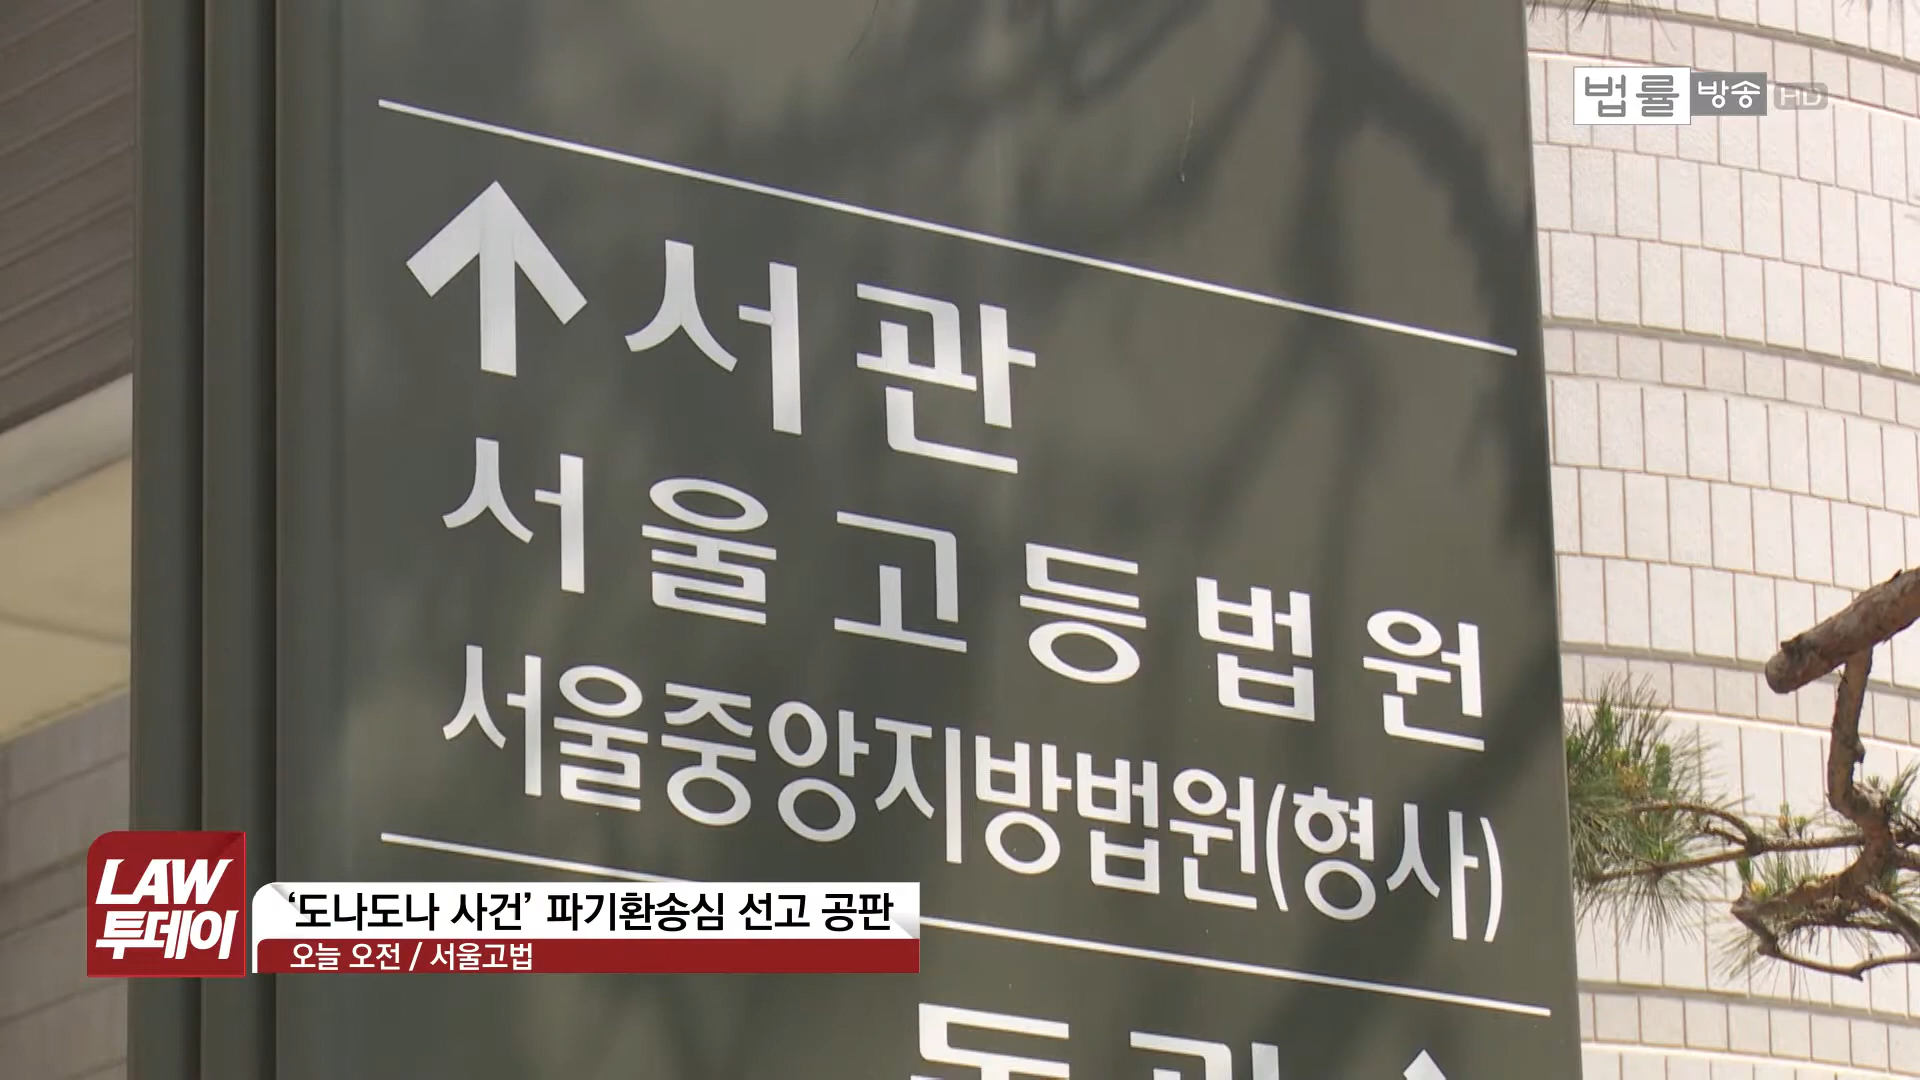 법률방송 HD
↑서관
서울고등법원
서울중앙지방법원(형사)
LAW
투데이
‘도나도나 사건’ 파기환송심 선고 공판
오늘 오전 / 서울고법